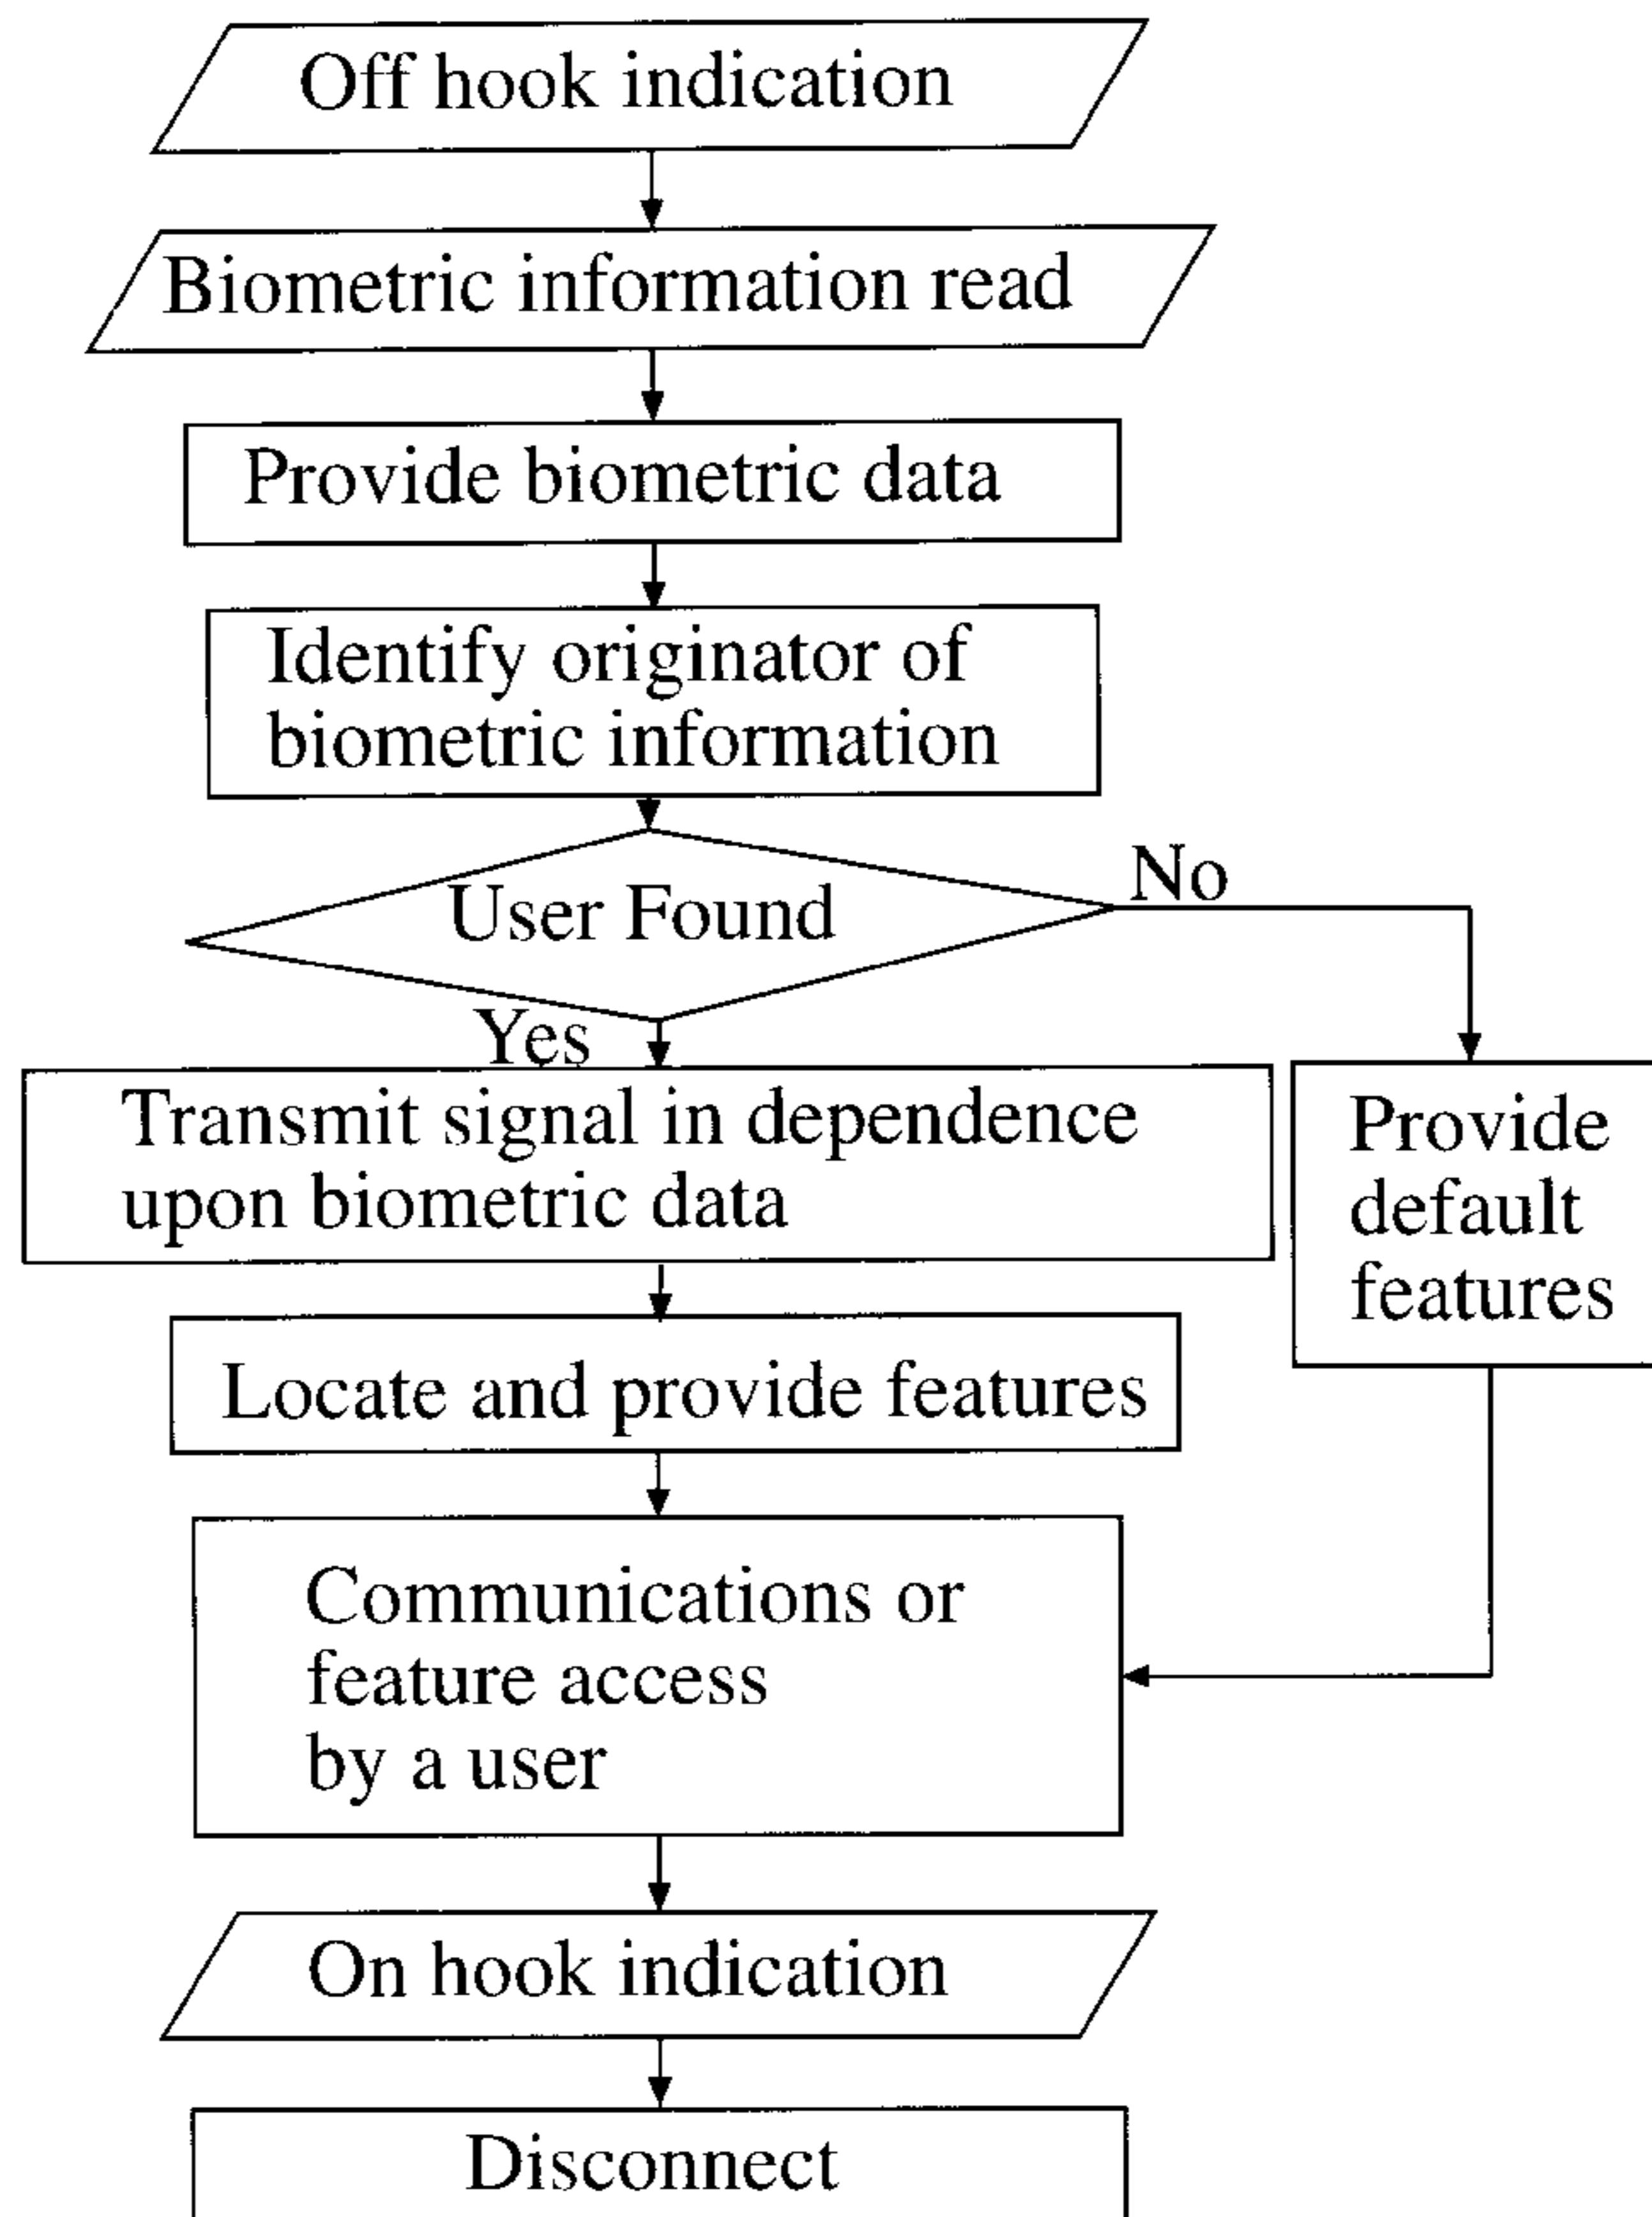 Off hook indication
Biometric information read
Provide biometric data
Identify originator of
biometric information
User Found
No
Yes
Transmit signal in dependence
upon biometric data
Provide
default
features
Locate and provide features
Communications or
feature access
by a user
On hook indication
Disconnect